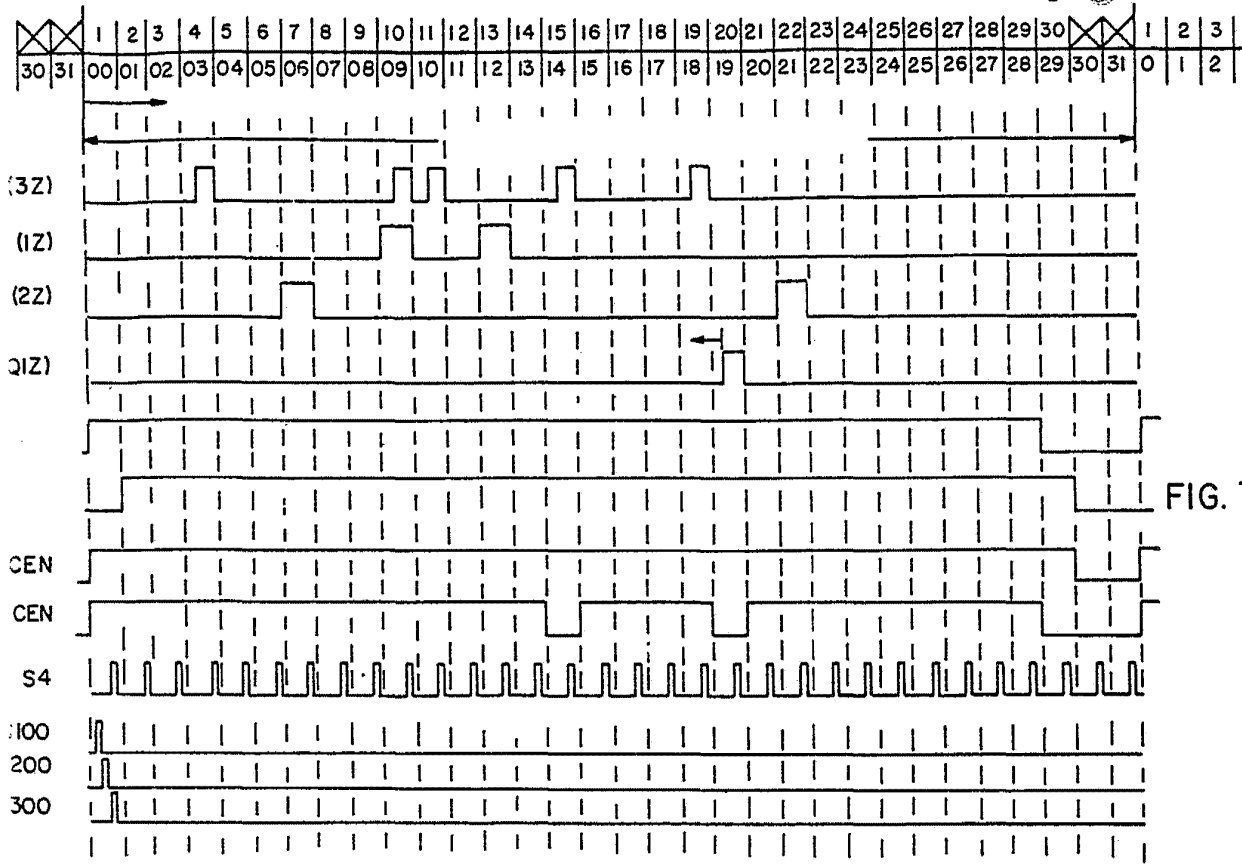 1 2 3 4 5 6 7 8 9 10 11 12 13 14 15 16 17 18 19 20 21 22 23 24 25 26 27 28 29 30 1 2 3
30 31 00 01 02 03 04 05 06 07 08 09 10 11 12 13 14 15 16 17 18 19 20 21 22 23 24 25 26 27 28 29 30 31 0 1 2
(3Z)
(1Z)
(2Z)
Q1Z)
FIG.
CEN
CEN
S4
100
200
300